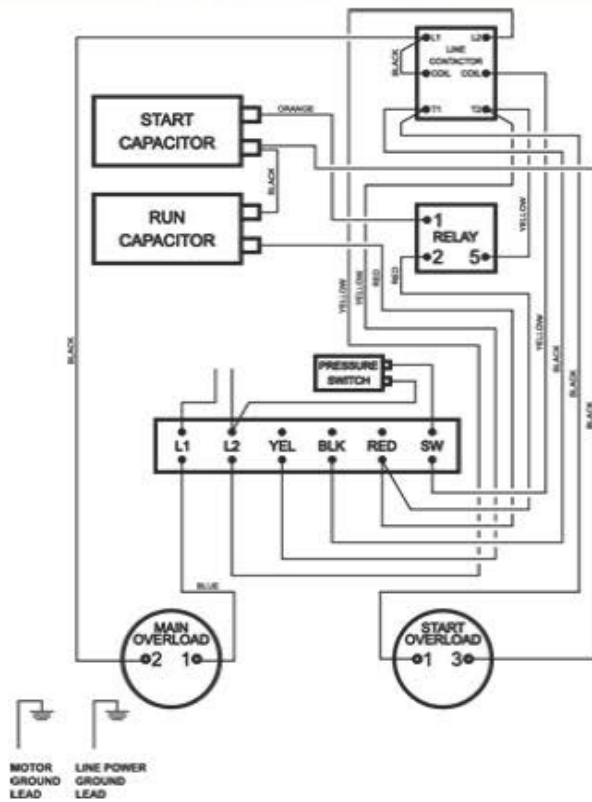 L1 L2
LINE
CONTACTOR
BLACK
COIL COIL
T1 T2
START
CAPACITOR
ORANGE
BLACK
RUN
CAPACITOR
1
RELAY
2 5
YELLOW
RED
YELLOW
YELLOW
RED
YELLOW
BLACK
BLACK
BLACK
BLACK
PRESSURE
SWITCH
L1 L2 YEL BLK RED SW
BLUE
MAIN
OVERLOAD
2 1
START
OVERLOAD
1 3
MOTOR
GROUND
LEAD
LINE POWER
GROUND
LEAD